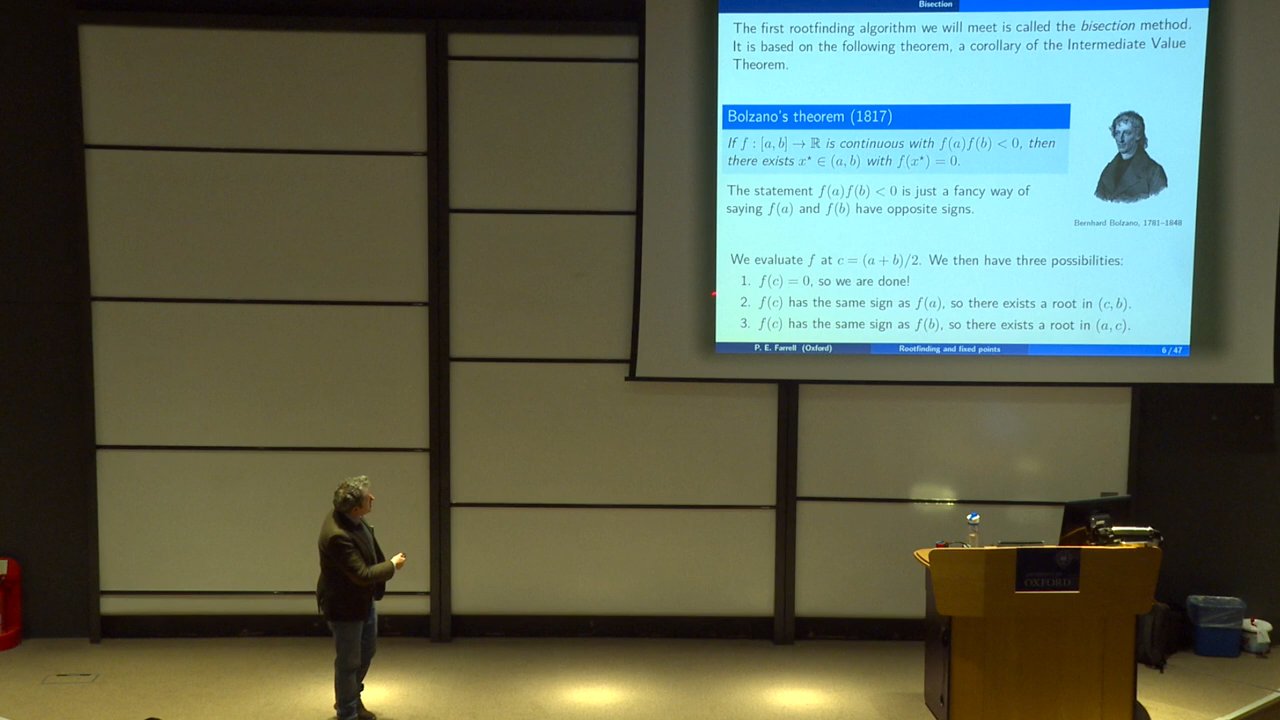 Bisection
The first rootfinding algorithm we will meet is called the bisection method.
It is based on the following theorem, a corollary of the Intermediate Value
Theorem.
Bolzano's theorem (1817)
If f : [a, b] → ℝ is continuous with f(a)f(b) < 0, then
there exists x* ∈ (a, b) with f(x*) = 0.
The statement f(a)f(b) < 0 is just a fancy way of
saying f(a) and f(b) have opposite signs.
Bernhard Bolzano, 1781–1848
We evaluate f at c = (a + b)/2. We then have three possibilities:
1. f(c) = 0, so we are done!
2. f(c) has the same sign as f(a), so there exists a root in (c, b).
3. f(c) has the same sign as f(b), so there exists a root in (a, c).
P. E. Farrell (Oxford)
Rootfinding and fixed points
6 / 47
OXFORD